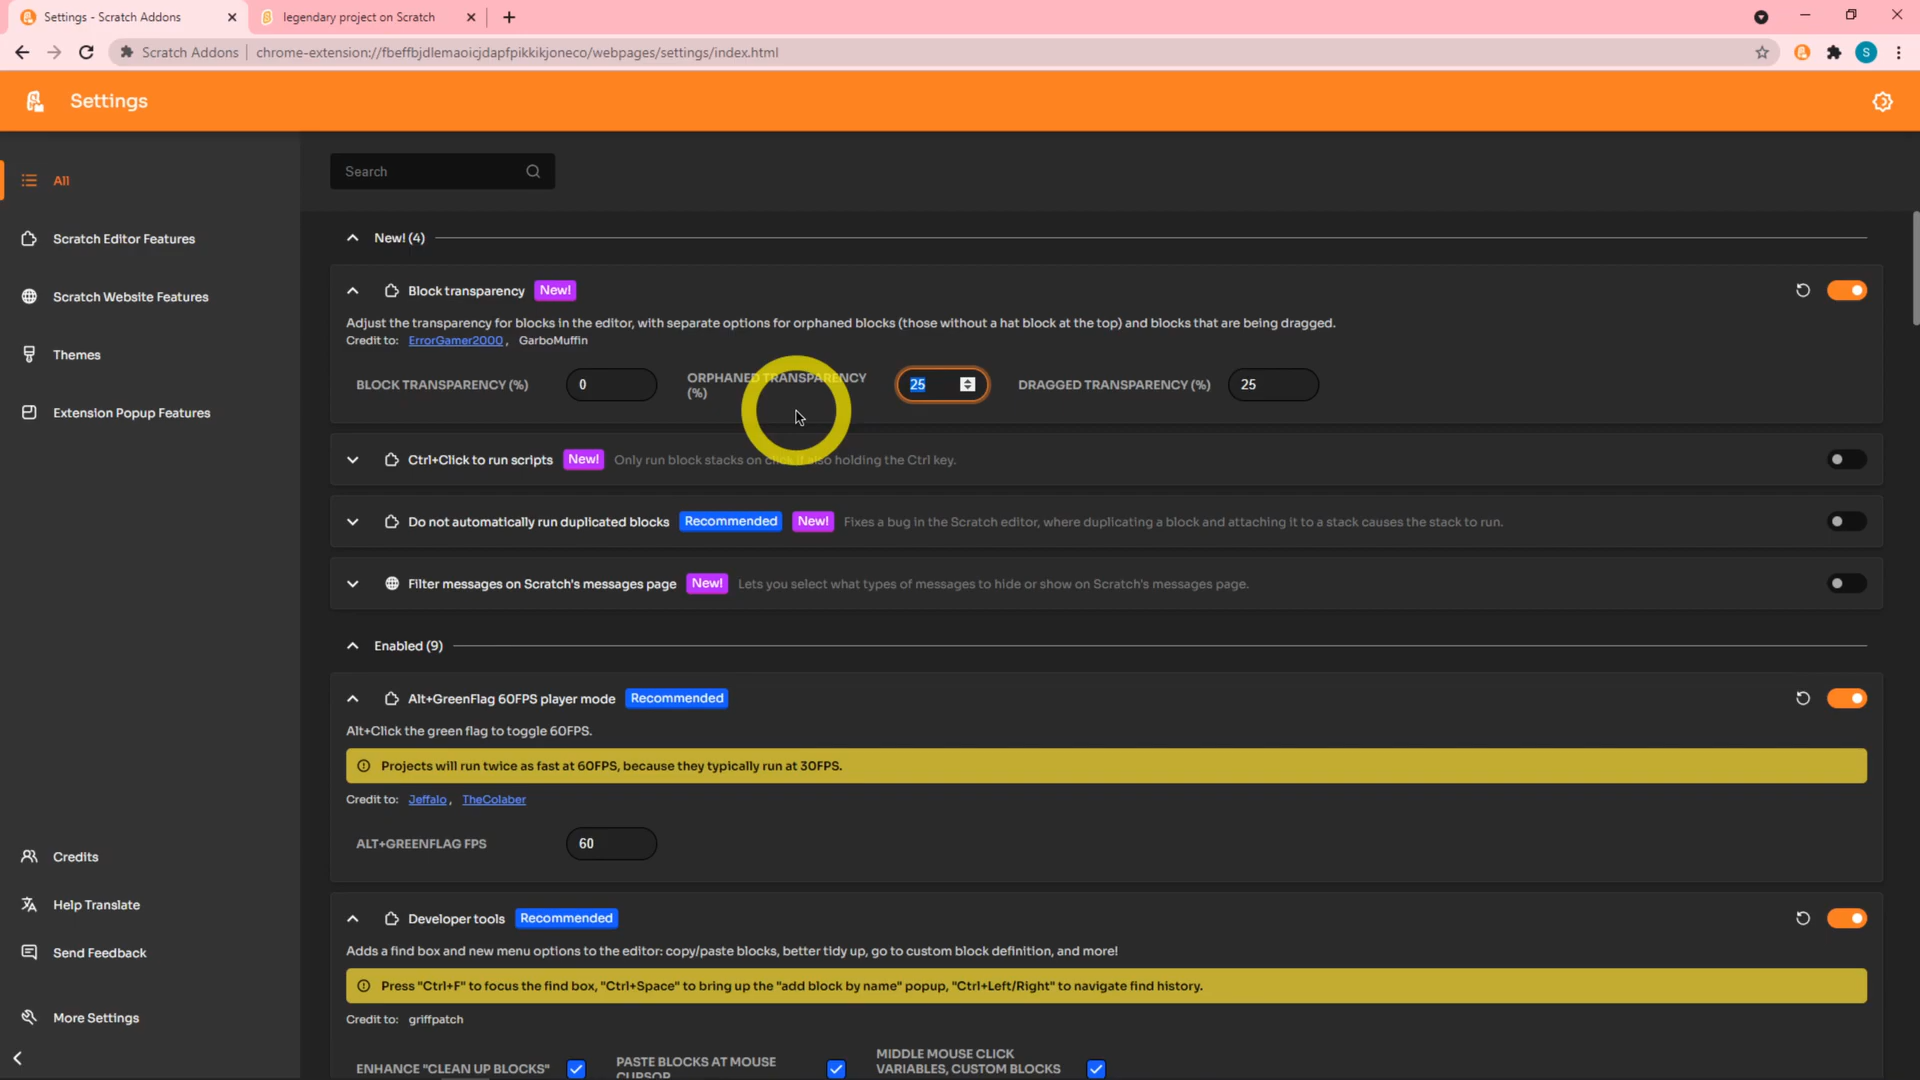 Settings - Scratch Addons
legendary project on Scratch
Scratch Addons
chrome-extension://fbeffbjdlemaoicjdapfpikkikjoneco/webpages/settings/index.html
S
Settings
All
Scratch Editor Features
Scratch Website Features
Themes
Extension Popup Features
Credits
Help Translate
Send Feedback
More Settings
Search
New! (4)
Block transparency New!
Adjust the transparency for blocks in the editor, with separate options for orphaned blocks (those without a hat block at the top) and blocks that are being dragged.
Credit to: ErrorGamer2000, GarboMuffin
BLOCK TRANSPARENCY (%) 0
ORPHANED TRANSPARENCY
(%)
25
DRAGGED TRANSPARENCY (%) 25
Ctrl+Click to run scripts New! Only run block stacks on click if also holding the Ctrl key.
Do not automatically run duplicated blocks Recommended New! Fixes a bug in the Scratch editor, where duplicating a block and attaching it to a stack causes the stack to run.
Filter messages on Scratch's messages page New! Lets you select what types of messages to hide or show on Scratch's messages page.
Enabled (9)
Alt+GreenFlag 60FPS player mode Recommended
Alt+Click the green flag to toggle 60FPS.
Projects will run twice as fast at 60FPS, because they typically run at 30FPS.
Credit to: Jeffalo, TheColaber
ALT+GREENFLAG FPS 60
Developer tools Recommended
Adds a find box and new menu options to the editor: copy/paste blocks, better tidy up, go to custom block definition, and more!
Press "Ctrl+F" to focus the find box, "Ctrl+Space" to bring up the "add block by name" popup, "Ctrl+Left/Right" to navigate find history.
Credit to: griffpatch
ENHANCE "CLEAN UP BLOCKS"
PASTE BLOCKS AT MOUSE
CURSOR
MIDDLE MOUSE CLICK
VARIABLES, CUSTOM BLOCKS